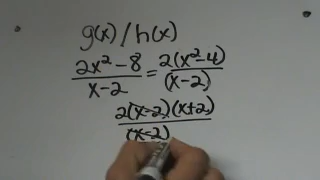 g(x)/h(x)
2x²-8/x-2 = 2(x²-4)/(x-2)
2(x-2)(x+2)/(x-2)